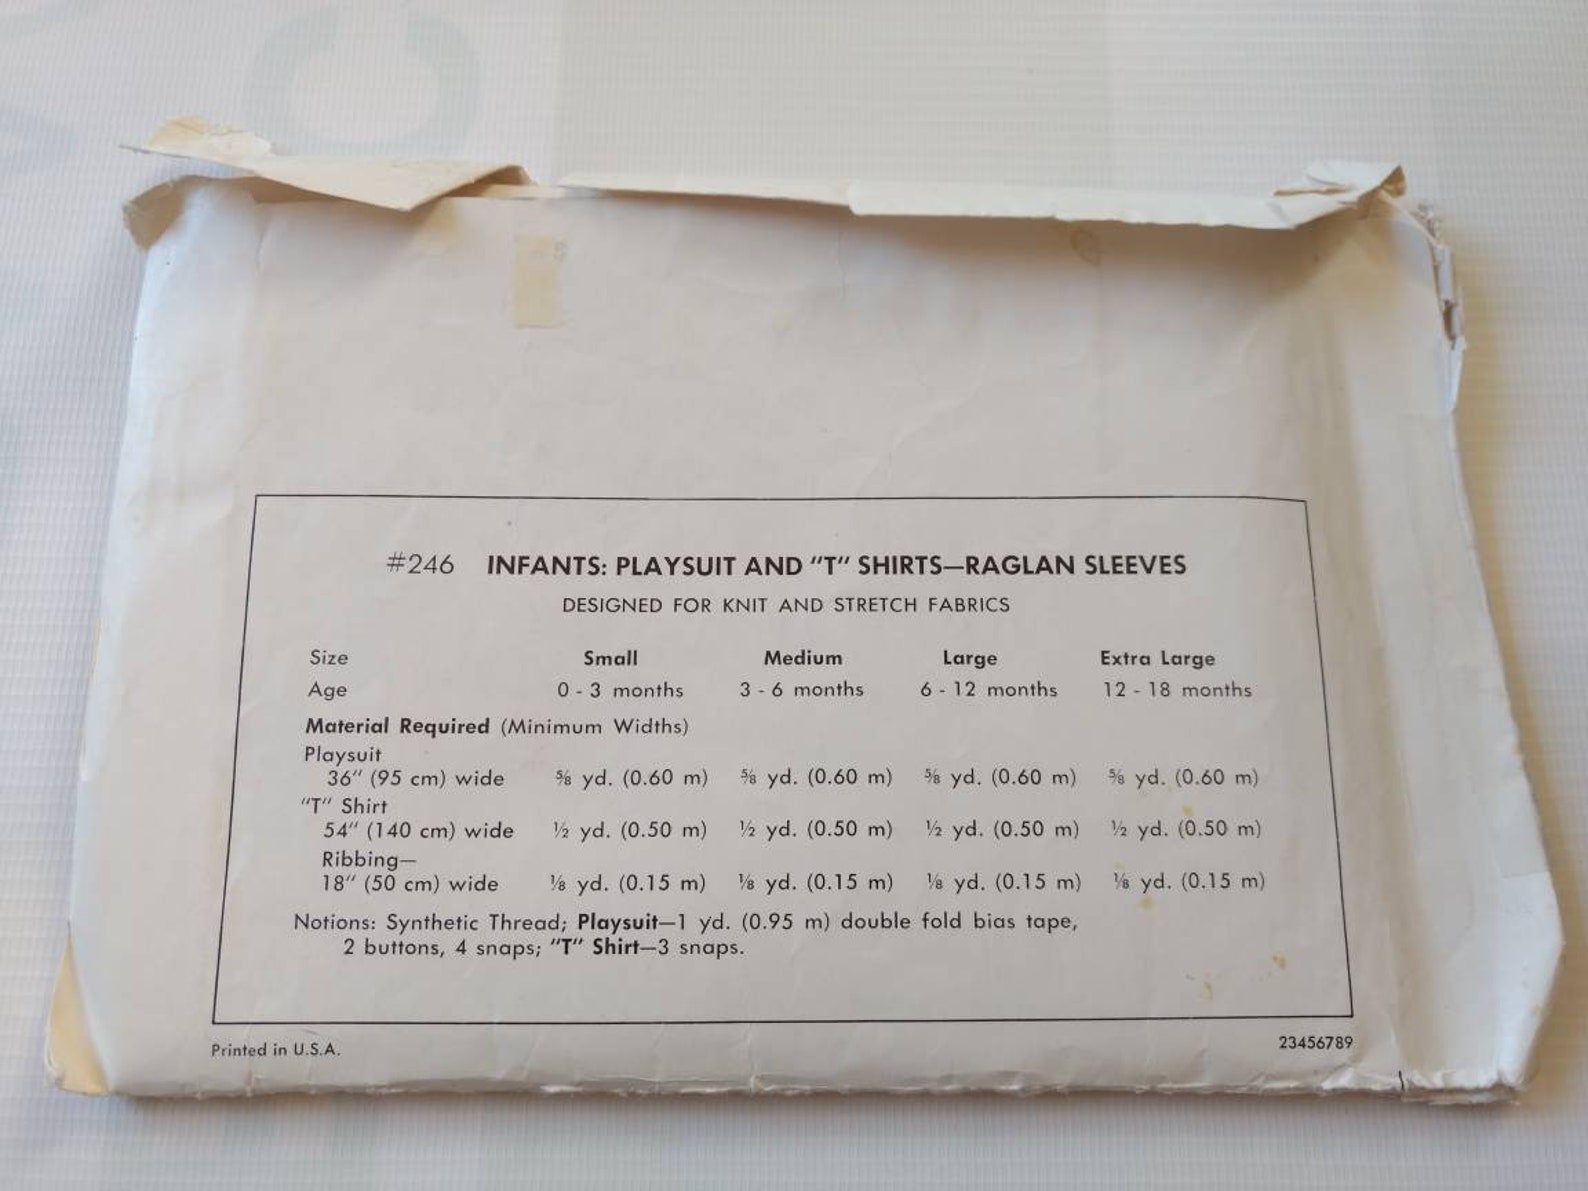 #246 INFANTS: PLAYSUIT AND "T" SHIRTS—RAGLAN SLEEVES
DESIGNED FOR KNIT AND STRETCH FABRICS
Size Small Medium Large Extra Large
Age 0 - 3 months 3 - 6 months 6 - 12 months 12 - 18 months
Material Required (Minimum Widths)
Playsuit
36" (95 cm) wide ⅝ yd. (0.60 m) ⅝ yd. (0.60 m) ⅝ yd. (0.60 m) ⅝ yd. (0.60 m)
"T" Shirt
54" (140 cm) wide ½ yd. (0.50 m) ½ yd. (0.50 m) ½ yd. (0.50 m) ½ yd. (0.50 m)
Ribbing—
18" (50 cm) wide ⅛ yd. (0.15 m) ⅛ yd. (0.15 m) ⅛ yd. (0.15 m) ⅛ yd. (0.15 m)
Notions: Synthetic Thread; Playsuit—1 yd. (0.95 m) double fold bias tape,
2 buttons, 4 snaps; "T" Shirt—3 snaps.
Printed in U.S.A. 23456789